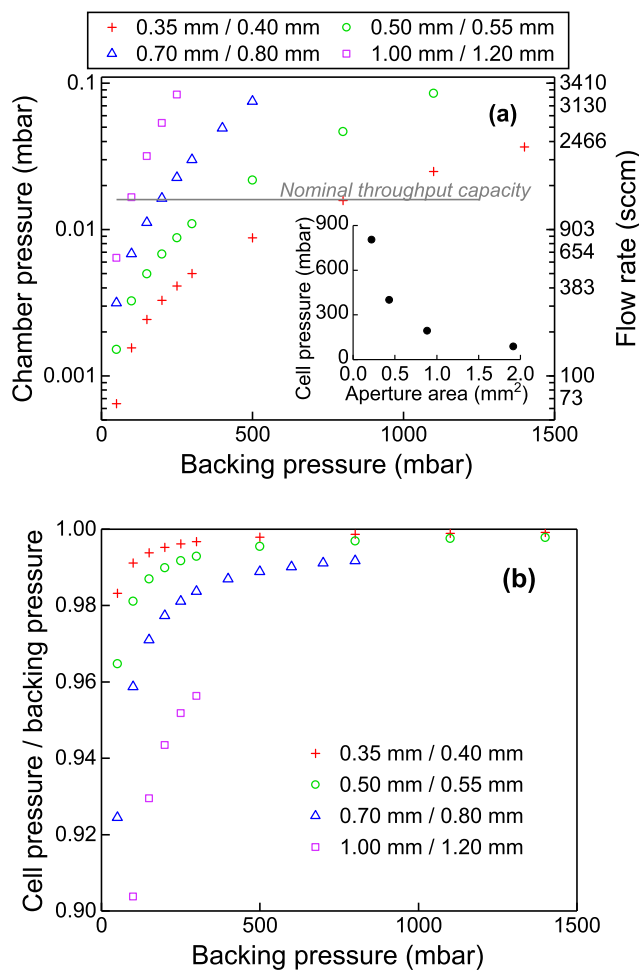 0.35 mm / 0.40 mm 0.50 mm / 0.55 mm
0.70 mm / 0.80 mm 1.00 mm / 1.20 mm
Chamber pressure (mbar)
0.1
0.01
0.001
(a)
Nominal throughput capacity
Flow rate (sccm)
3410
3130
2466
903
654
383
100
73
Cell pressure (mbar)
900
600
300
0
0.0 0.5 1.0 1.5 2.0
Aperture area (mm²)
0 500 1000 1500
Backing pressure (mbar)
Cell pressure / backing pressure
1.00
0.98
0.96
0.94
0.92
0.90
(b)
0.35 mm / 0.40 mm
0.50 mm / 0.55 mm
0.70 mm / 0.80 mm
1.00 mm / 1.20 mm
0 500 1000 1500
Backing pressure (mbar)